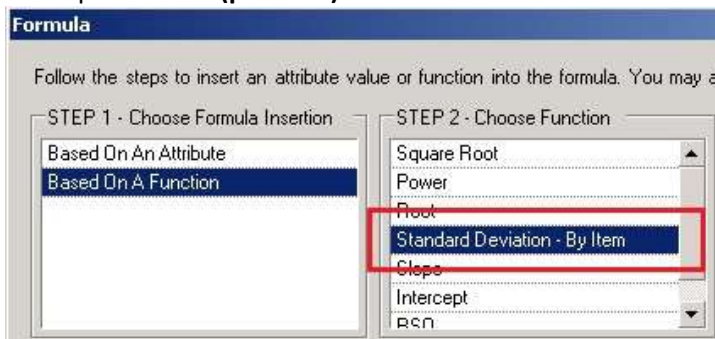 Formula
Follow the steps to insert an attribute value or function into the formula. You may a
STEP 1 - Choose Formula Insertion
Based On An Attribute
Based On A Function
STEP 2 - Choose Function
Square Root
Power
Root
Standard Deviation - By Item
Slope
Intercept
RSQ